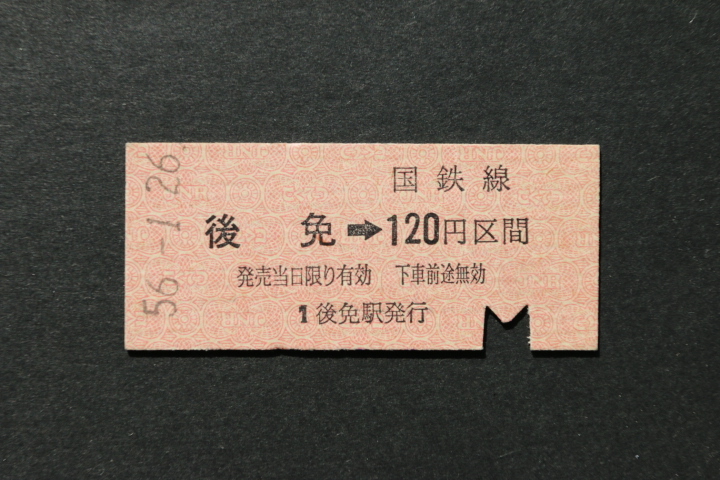 56.-1.26.
国鉄線
後免➡120円区間
発売当日限り有効 下車前途無効
1後免駅発行